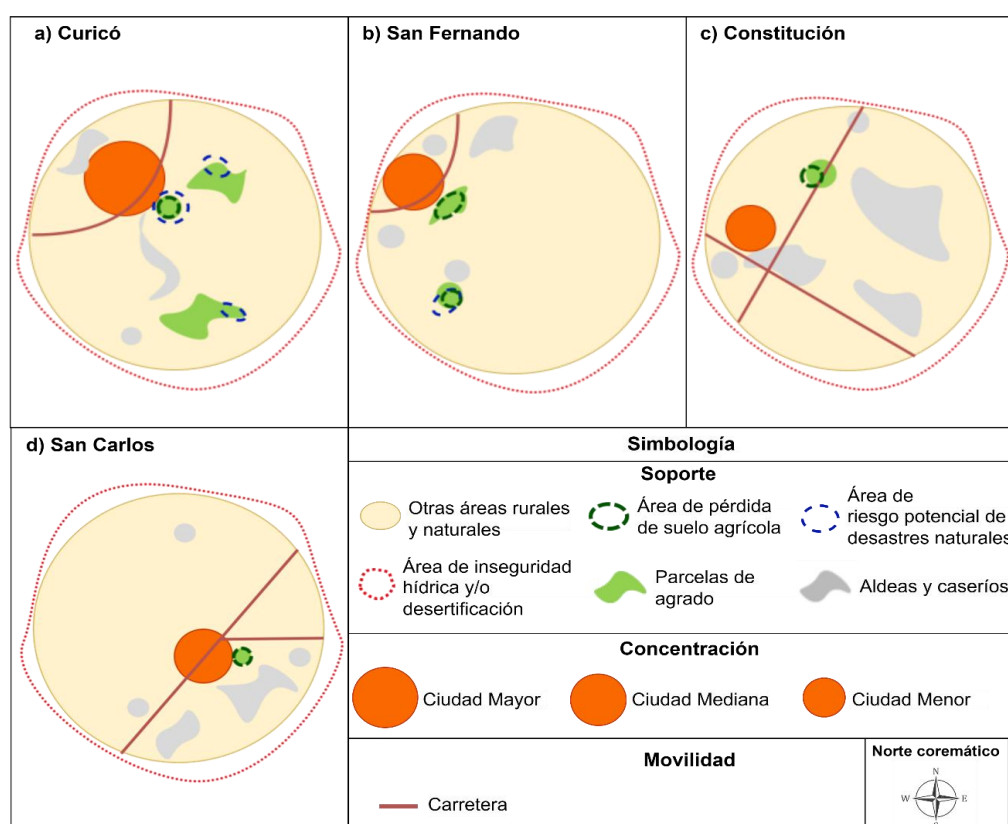 a) Curicó
b) San Fernando
c) Constitución
d) San Carlos
Simbología
Soporte
Otras áreas rurales
y naturales
Área de pérdida
de suelo agrícola
Área de
riesgo potencial de
desastres naturales
Área de inseguridad
hídrica y/o
desertificación
Parcelas de
agrado
Aldeas y caseríos
Concentración
Ciudad Mayor
Ciudad Mediana
Ciudad Menor
Movilidad
Carretera
Norte coremático
N
W
E
S